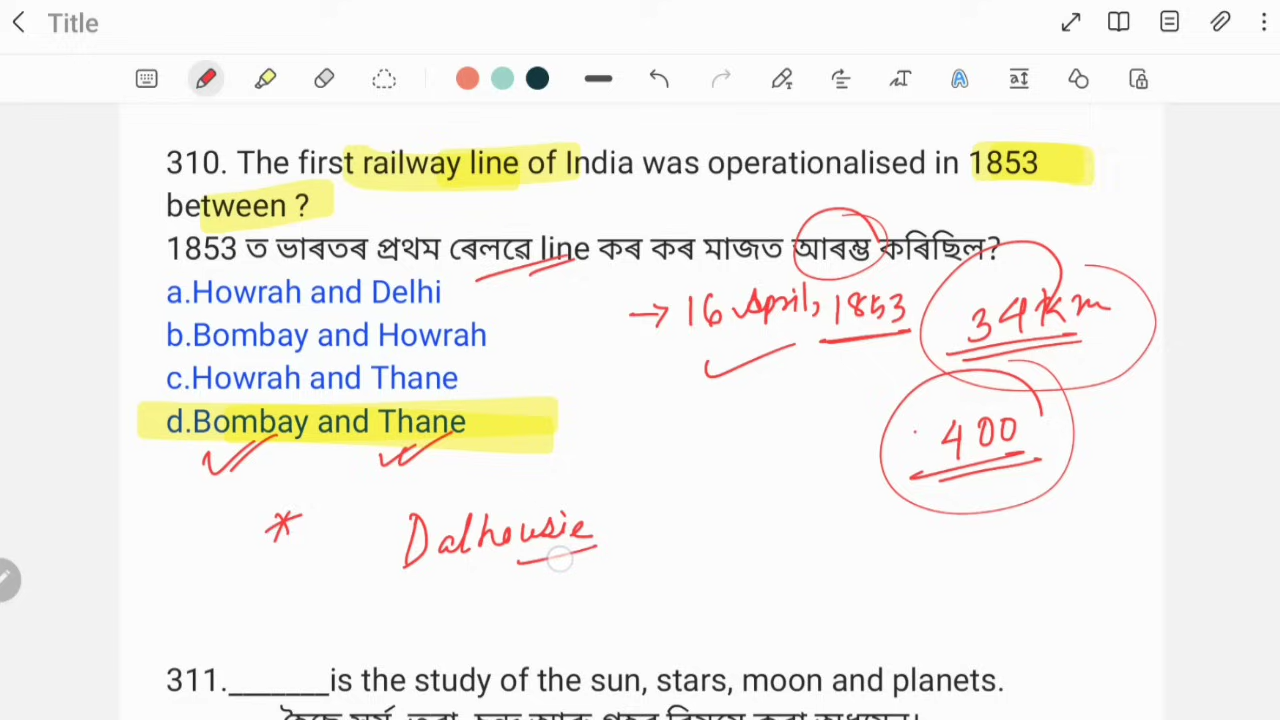 Title
310. The first railway line of India was operationalised in 1853
between ?
1853 ত ভাৰতৰ প্ৰথম ৰেলৱে line কৰ কৰ মাজত আৰম্ভ কৰিছিল?
a.Howrah and Delhi
→ 16 April, 1853
34 km
b.Bombay and Howrah
c.Howrah and Thane
d.Bombay and Thane
400
* Dalhousie
311._______is the study of the sun, stars, moon and planets.